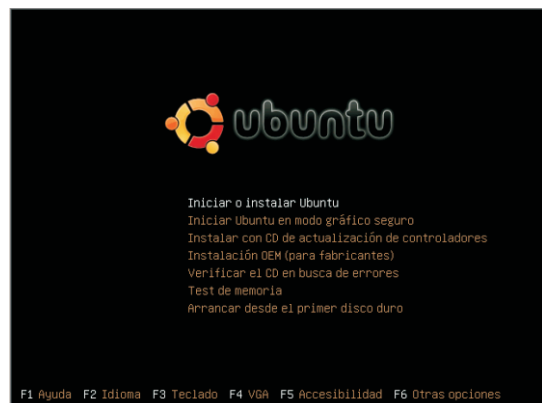 ubuntu
Iniciar o instalar Ubuntu
Iniciar Ubuntu en modo gráfico seguro
Instalar con CD de actualización de controladores
Instalación OEM (para fabricantes)
Verificar el CD en busca de errores
Test de memoria
Arrancar desde el primer disco duro
F1 Ayuda F2 Idioma F3 Teclado F4 VGA F5 Accesibilidad F6 Otras opciones